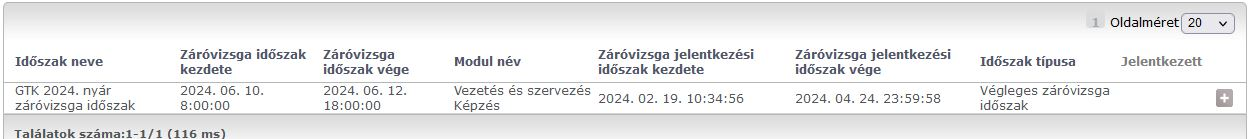 1 Oldalméret 20
Időszak neve Záróvizsga időszak kezdete Záróvizsga időszak vége Modul név Záróvizsga jelentkezési időszak kezdete Záróvizsga jelentkezési időszak vége Időszak típusa Jelentkezett
GTK 2024. nyár záróvizsga időszak 2024. 06. 10. 8:00:00 2024. 06. 12. 18:00:00 Vezetés és szervezés Képzés 2024. 02. 19. 10:34:56 2024. 04. 24. 23:59:58 Végleges záróvizsga időszak
Találatok száma:1-1/1 (116 ms)